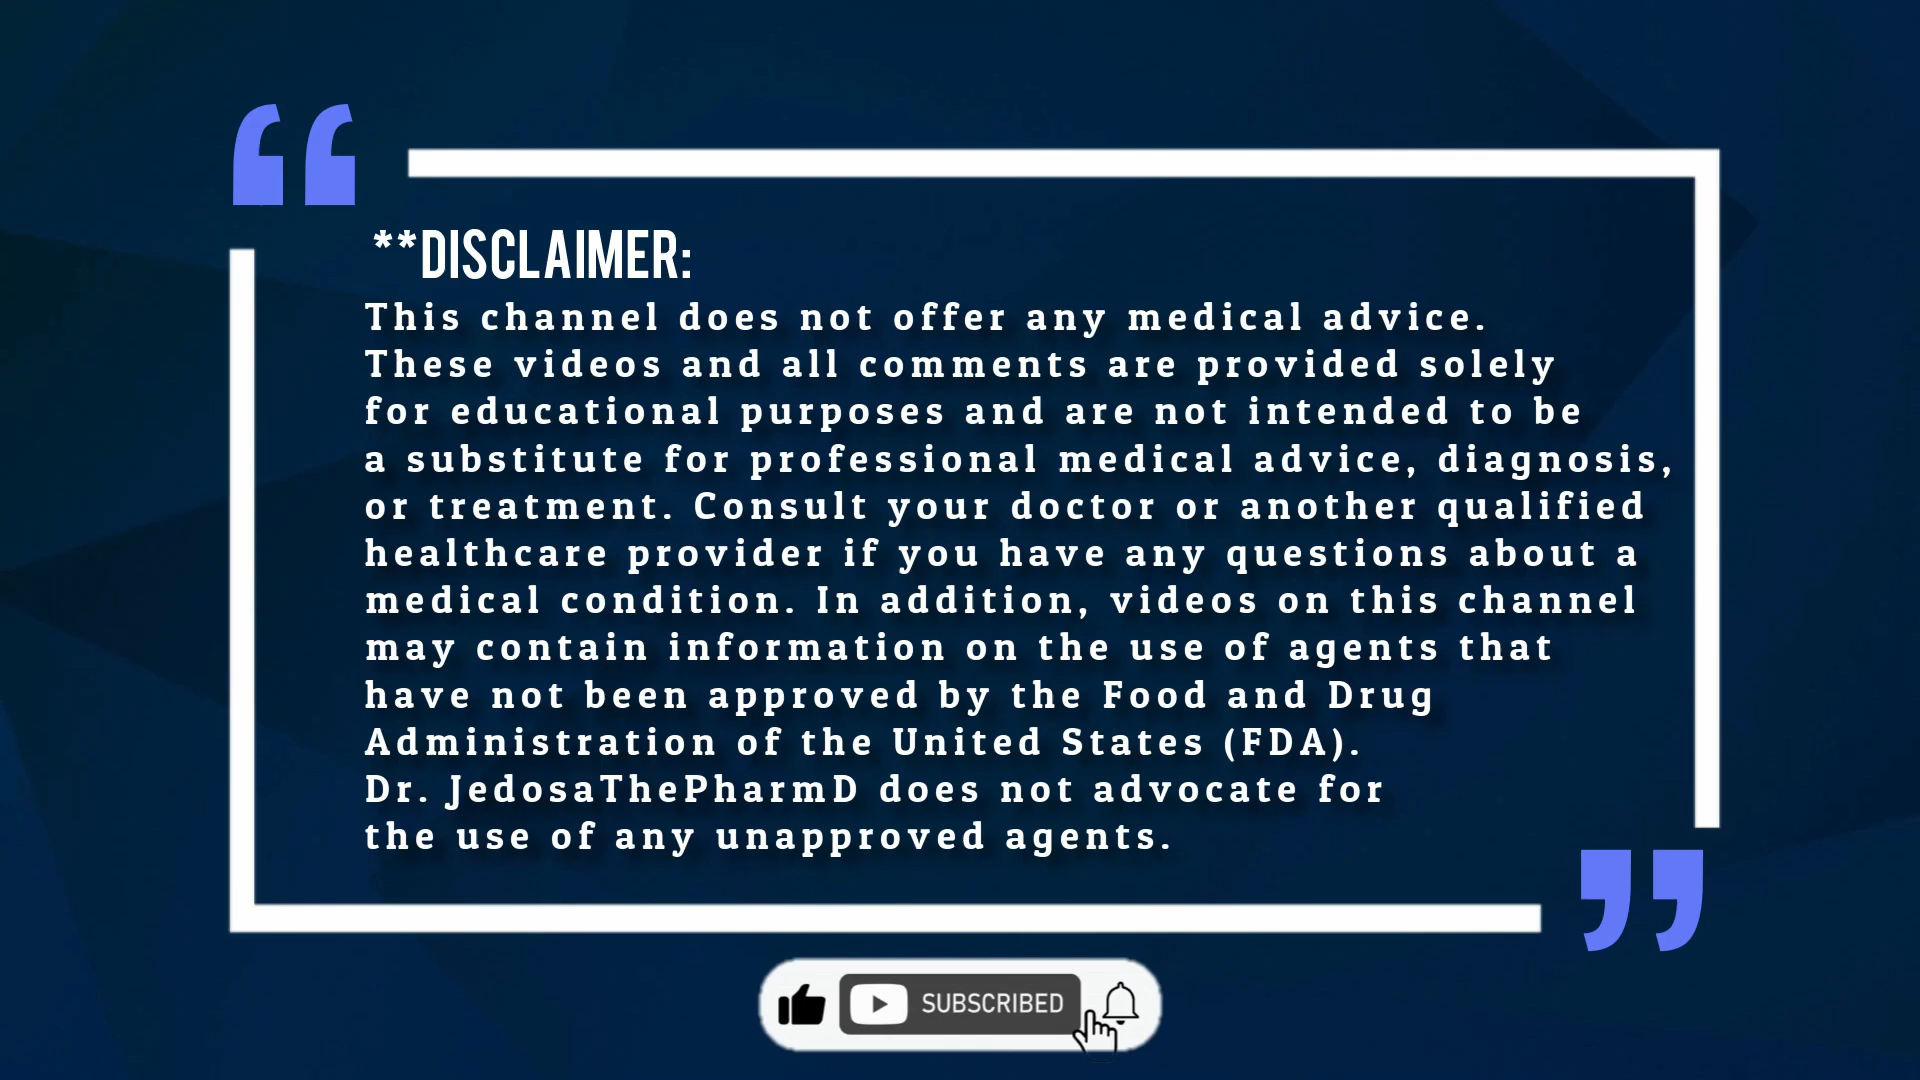 **DISCLAIMER:
This channel does not offer any medical advice.
These videos and all comments are provided solely
for educational purposes and are not intended to be
a substitute for professional medical advice, diagnosis,
or treatment. Consult your doctor or another qualified
healthcare provider if you have any questions about a
medical condition. In addition, videos on this channel
may contain information on the use of agents that
have not been approved by the Food and Drug
Administration of the United States (FDA).
Dr. JedosaThePharmD does not advocate for
the use of any unapproved agents.
SUBSCRIBED